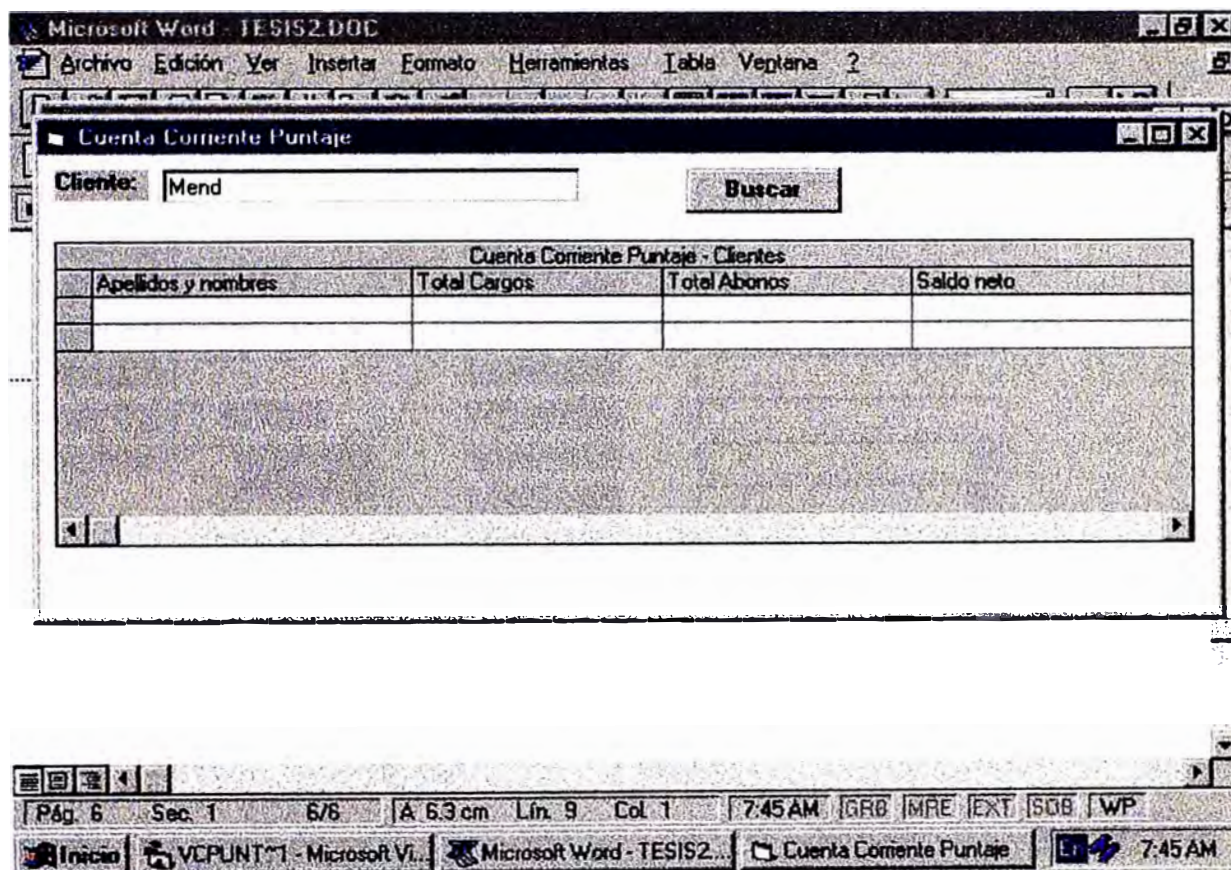 Microsoft Word - TESIS2.DOC
Archivo Edición Ver Insertar Formato Herramientas Tabla Ventana ?
Cuenta Corriente Puntaje
Cliente: Mend Buscar
Cuenta Corriente Puntaje - Clientes
Apellidos y nombres Total Cargos Total Abonos Saldo neto
Pág. 6 Sec. 1 6/6 A 6.3 cm Lín. 9 Col. 1 7:45 AM GRB MRE EXT SOB WP
Inicio VCPUNT~1 - Microsoft Vi... Microsoft Word - TESIS2.... Cuenta Corriente Puntaje En 7:45 AM